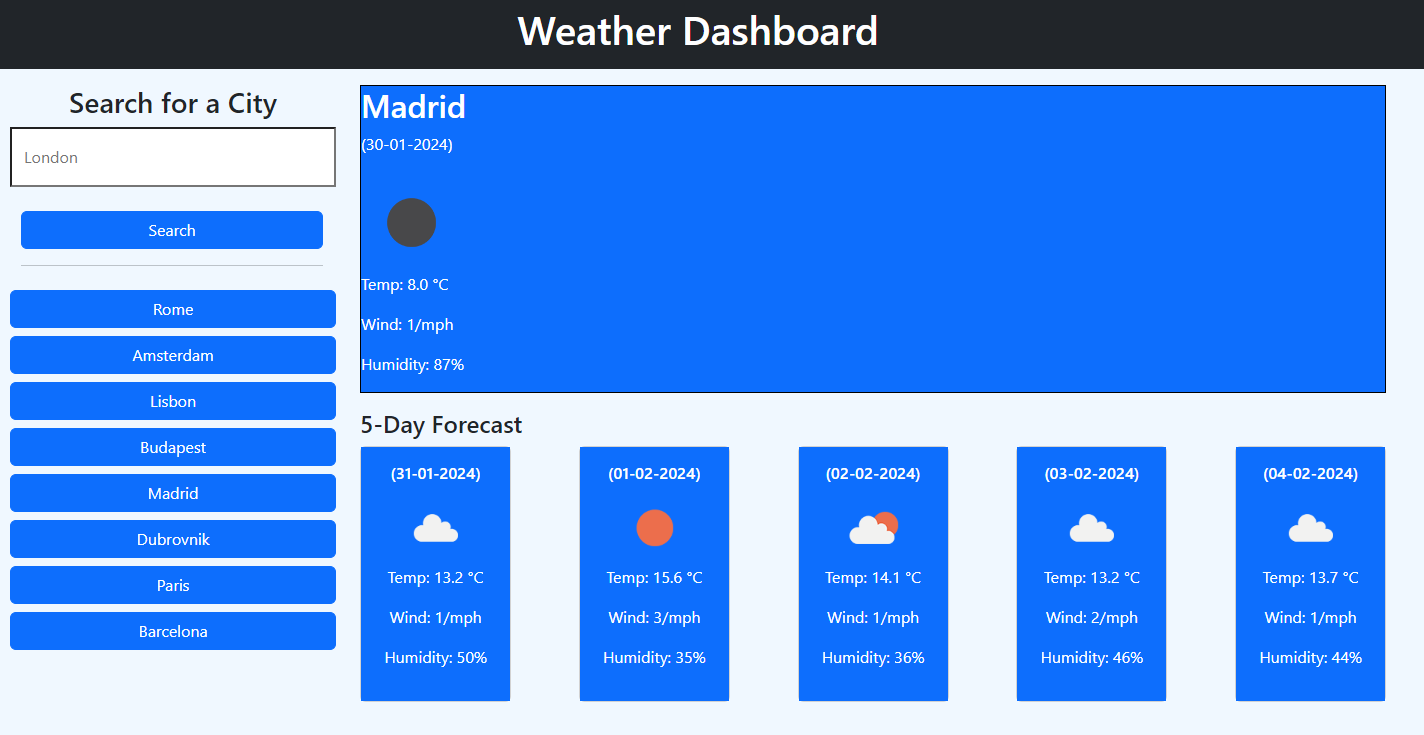 Weather Dashboard
Search for a City
London
Search
Rome
Amsterdam
Lisbon
Budapest
Madrid
Dubrovnik
Paris
Barcelona
Madrid
(30-01-2024)
Temp: 8.0 °C
Wind: 1/mph
Humidity: 87%
5-Day Forecast
(31-01-2024)
Temp: 13.2 °C
Wind: 1/mph
Humidity: 50%
(01-02-2024)
Temp: 15.6 °C
Wind: 3/mph
Humidity: 35%
(02-02-2024)
Temp: 14.1 °C
Wind: 1/mph
Humidity: 36%
(03-02-2024)
Temp: 13.2 °C
Wind: 2/mph
Humidity: 46%
(04-02-2024)
Temp: 13.7 °C
Wind: 1/mph
Humidity: 44%